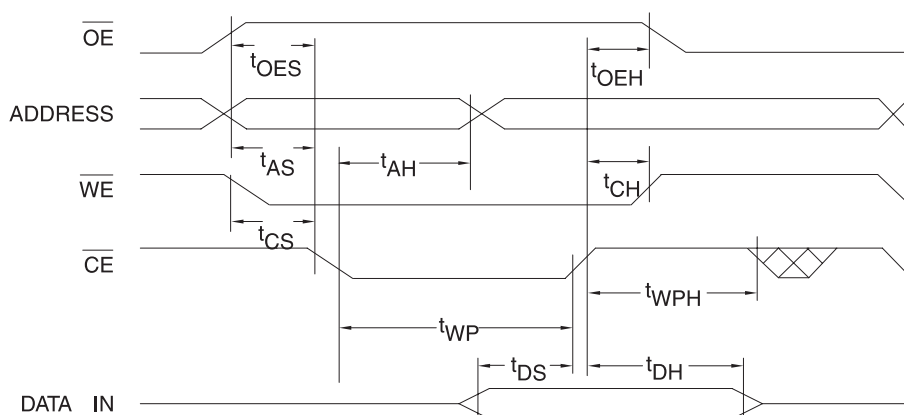 OE
tOES
tOEH
ADDRESS
tAS
tAH
WE
tCH
tCS
CE
tWPH
tWP
tDS
tDH
DATA IN